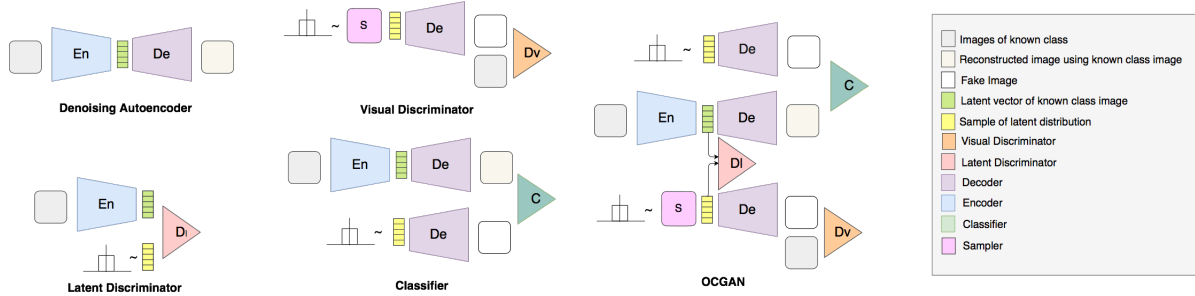 En
De
Denoising Autoencoder
~
S
De
Dv
Visual Discriminator
En
Dl
~
Latent Discriminator
En
De
C
~
De
Classifier
~
De
C
En
De
Dl
~
S
De
Dv
OCGAN
Images of known class
Reconstructed image using known class image
Fake Image
Latent vector of known class image
Sample of latent distribution
Visual Discriminator
Latent Discriminator
Decoder
Encoder
Classifier
Sampler